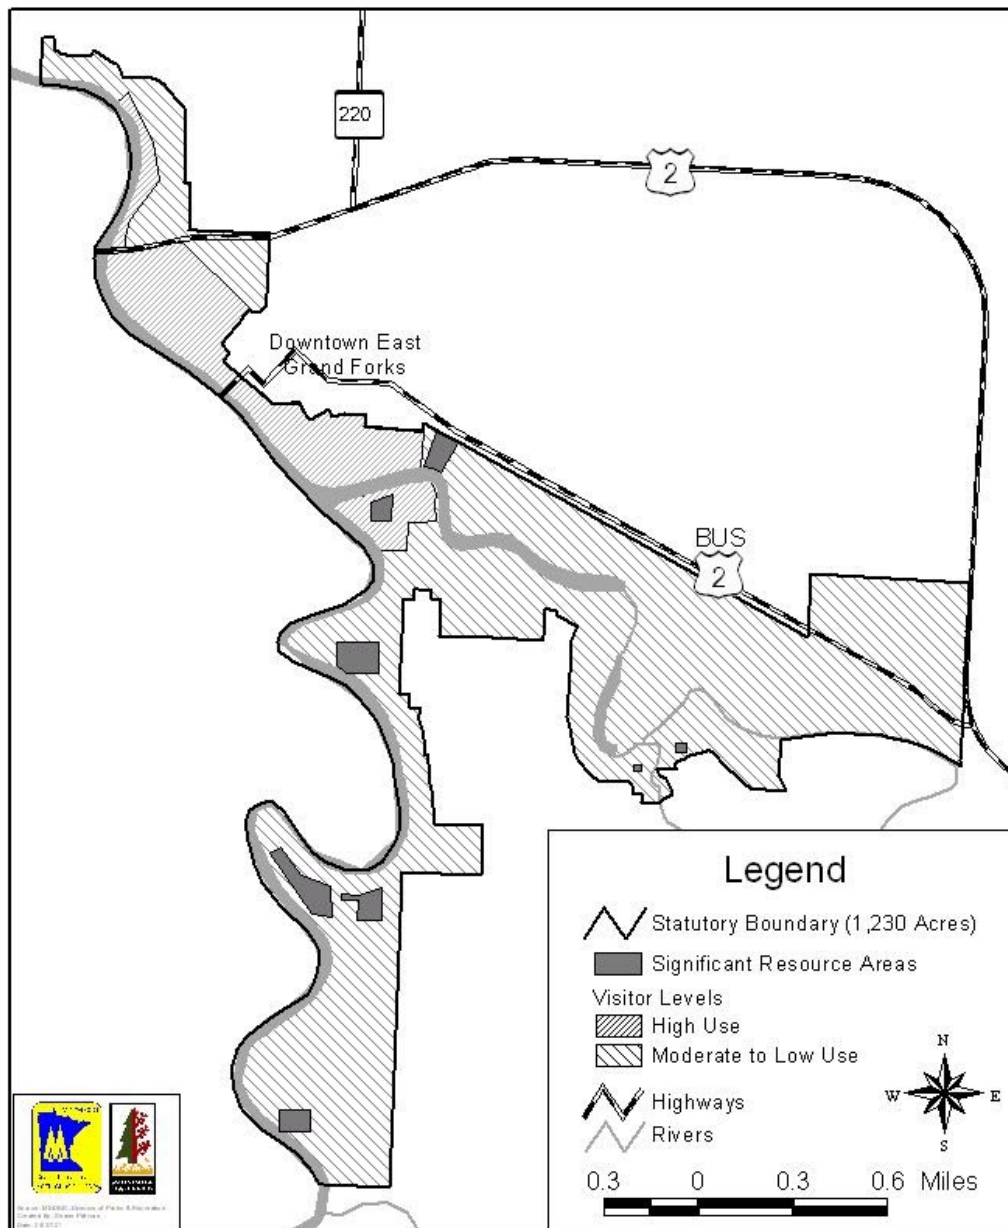 220
2
Downtown East
Grand Forks
BUS
2
Legend
Statutory Boundary (1,230 Acres)
Significant Resource Areas
Visitor Levels
High Use
Moderate to Low Use
Highways
Rivers
N
W E
S
0.3 0 0.3 0.6 Miles